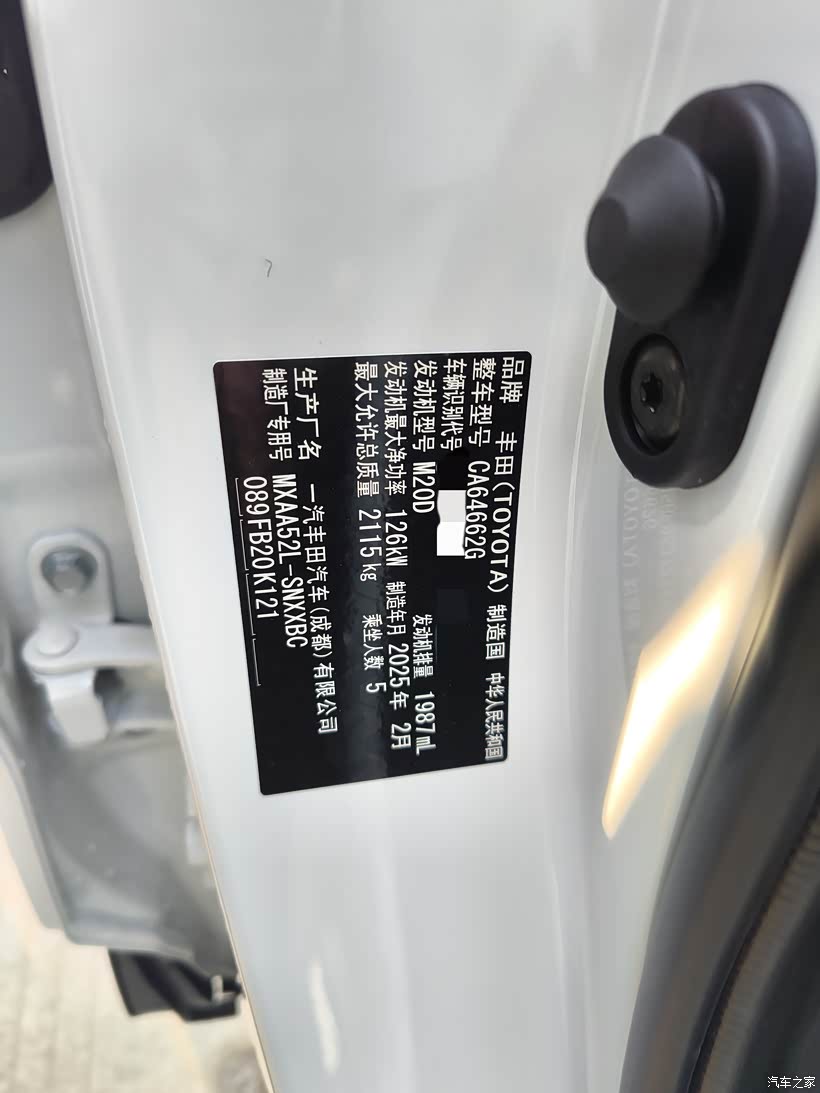 品牌 丰田(TOYOTA) 制造国 中华人民共和国
整车型号 CA64662G
车辆识别代号
发动机型号 M20D 发动机排量 1987mL
发动机最大净功率 126kW 制造年月 2025年 2月
最大允许总质量 2115kg 乘坐人数 5
生产厂名 一汽丰田汽车(成都)有限公司
制造厂专用号 MXAA52L-SNXXBC
089FB20K121
汽车之家